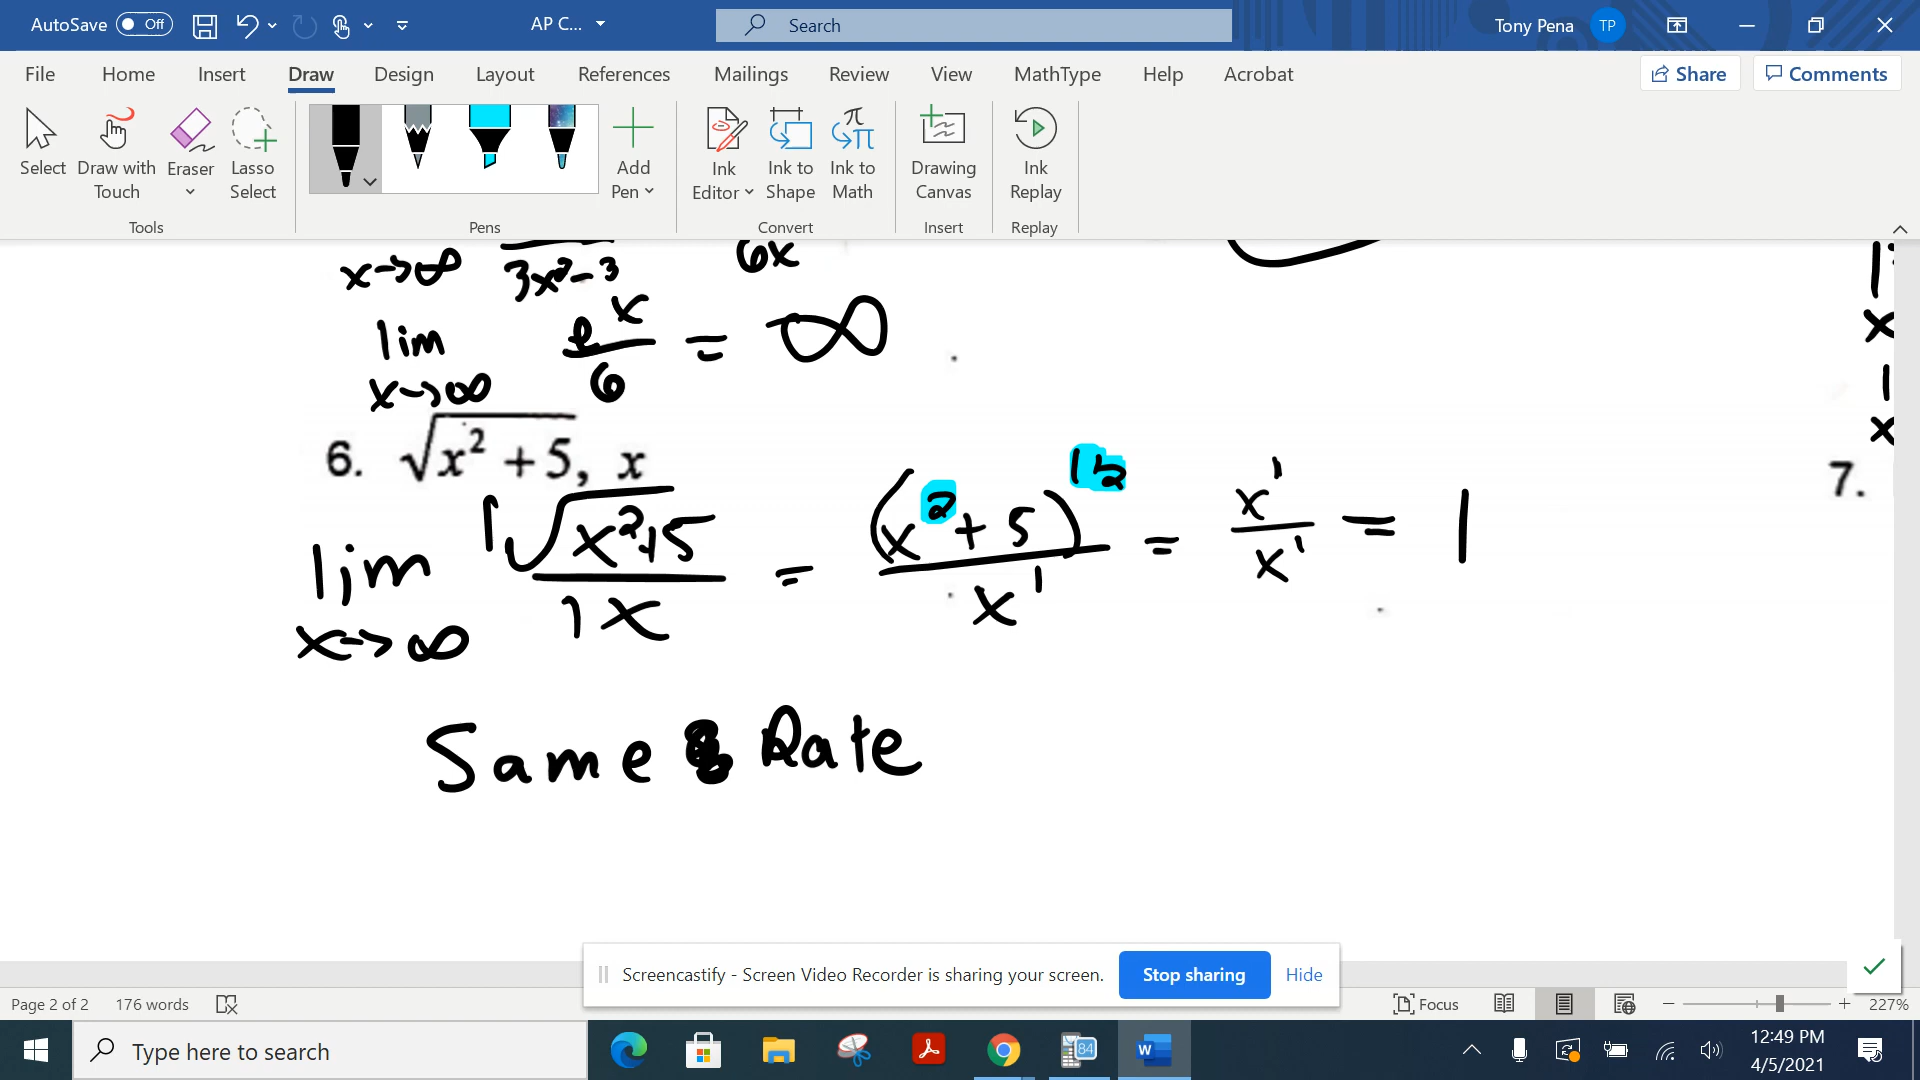 AutoSave Off AP C... Search Tony Pena TP
File Home Insert Draw Design Layout References Mailings Review View MathType Help Acrobat Share Comments
Select Draw with Touch Eraser Lasso Select Add Pen Ink Editor Ink to Shape Ink to Math Drawing Canvas Ink Replay
Tools Pens Convert Insert Replay
x→∞ 3x²-3 6x
lim x→∞ e^x/6 = ∞
6. √x² + 5, x
7.
lim x→∞ 1√x²+5 / 1x = (x²+5)^1/2 / x^1 = x^1/x^1 = 1
Same Rate
Screencastify - Screen Video Recorder is sharing your screen. Stop sharing Hide
Page 2 of 2 176 words Focus 227%
Type here to search 84 12:49 PM
4/5/2021